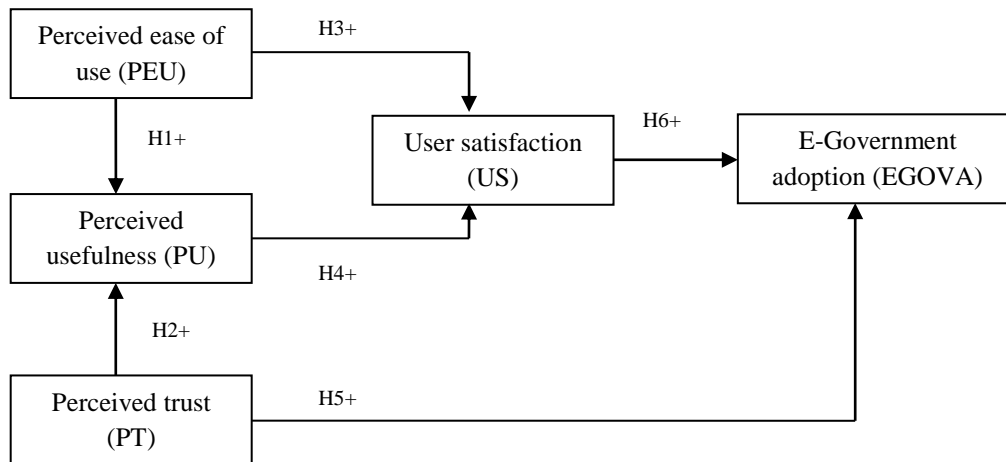 Perceived ease of
use (PEU)
H3+
H1+
User satisfaction
(US)
H6+
E-Government
adoption (EGOVA)
Perceived
usefulness (PU)
H4+
H2+
Perceived trust
(PT)
H5+